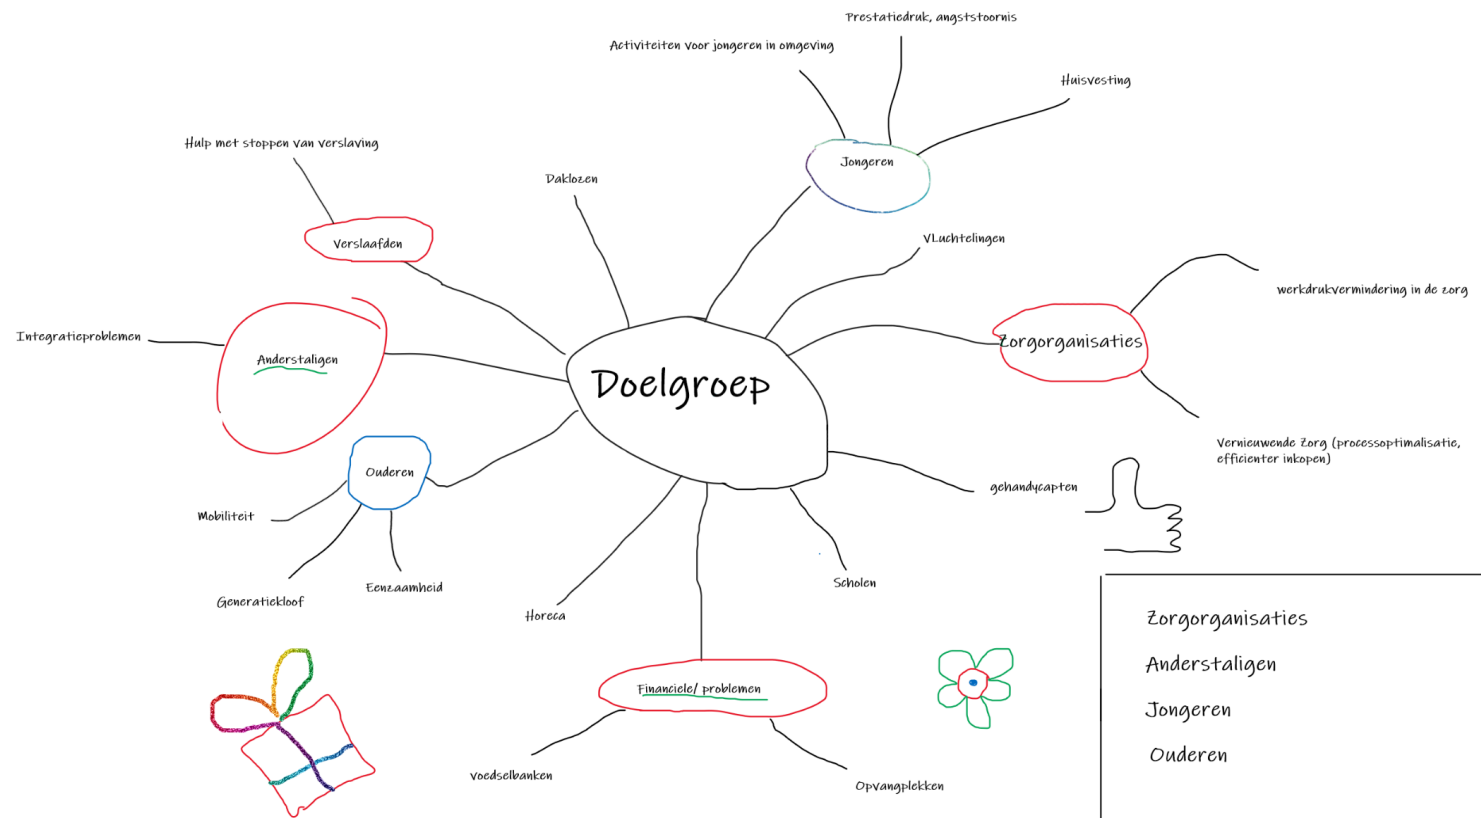 Prestatiedruk, angststoornis
Activiteiten voor jongeren in omgeving
Huisvesting
Hulp met stoppen van verslaving
Jongeren
Daklozen
Verslaafden
VLuchtelingen
werkdrukvermindering in de zorg
Integratieproblemen
Anderstaligen
Zorgorganisaties
Doelgroep
Vernieuwende Zorg (processoptimalisatie,
efficienter inkopen)
Ouderen
gehandycapten
Mobiliteit
Eenzaamheid
Scholen
Generatiekloof
Horeca
Financiele/ problemen
Voedselbanken
Opvangplekken
Zorgorganisaties
Anderstaligen
Jongeren
Ouderen